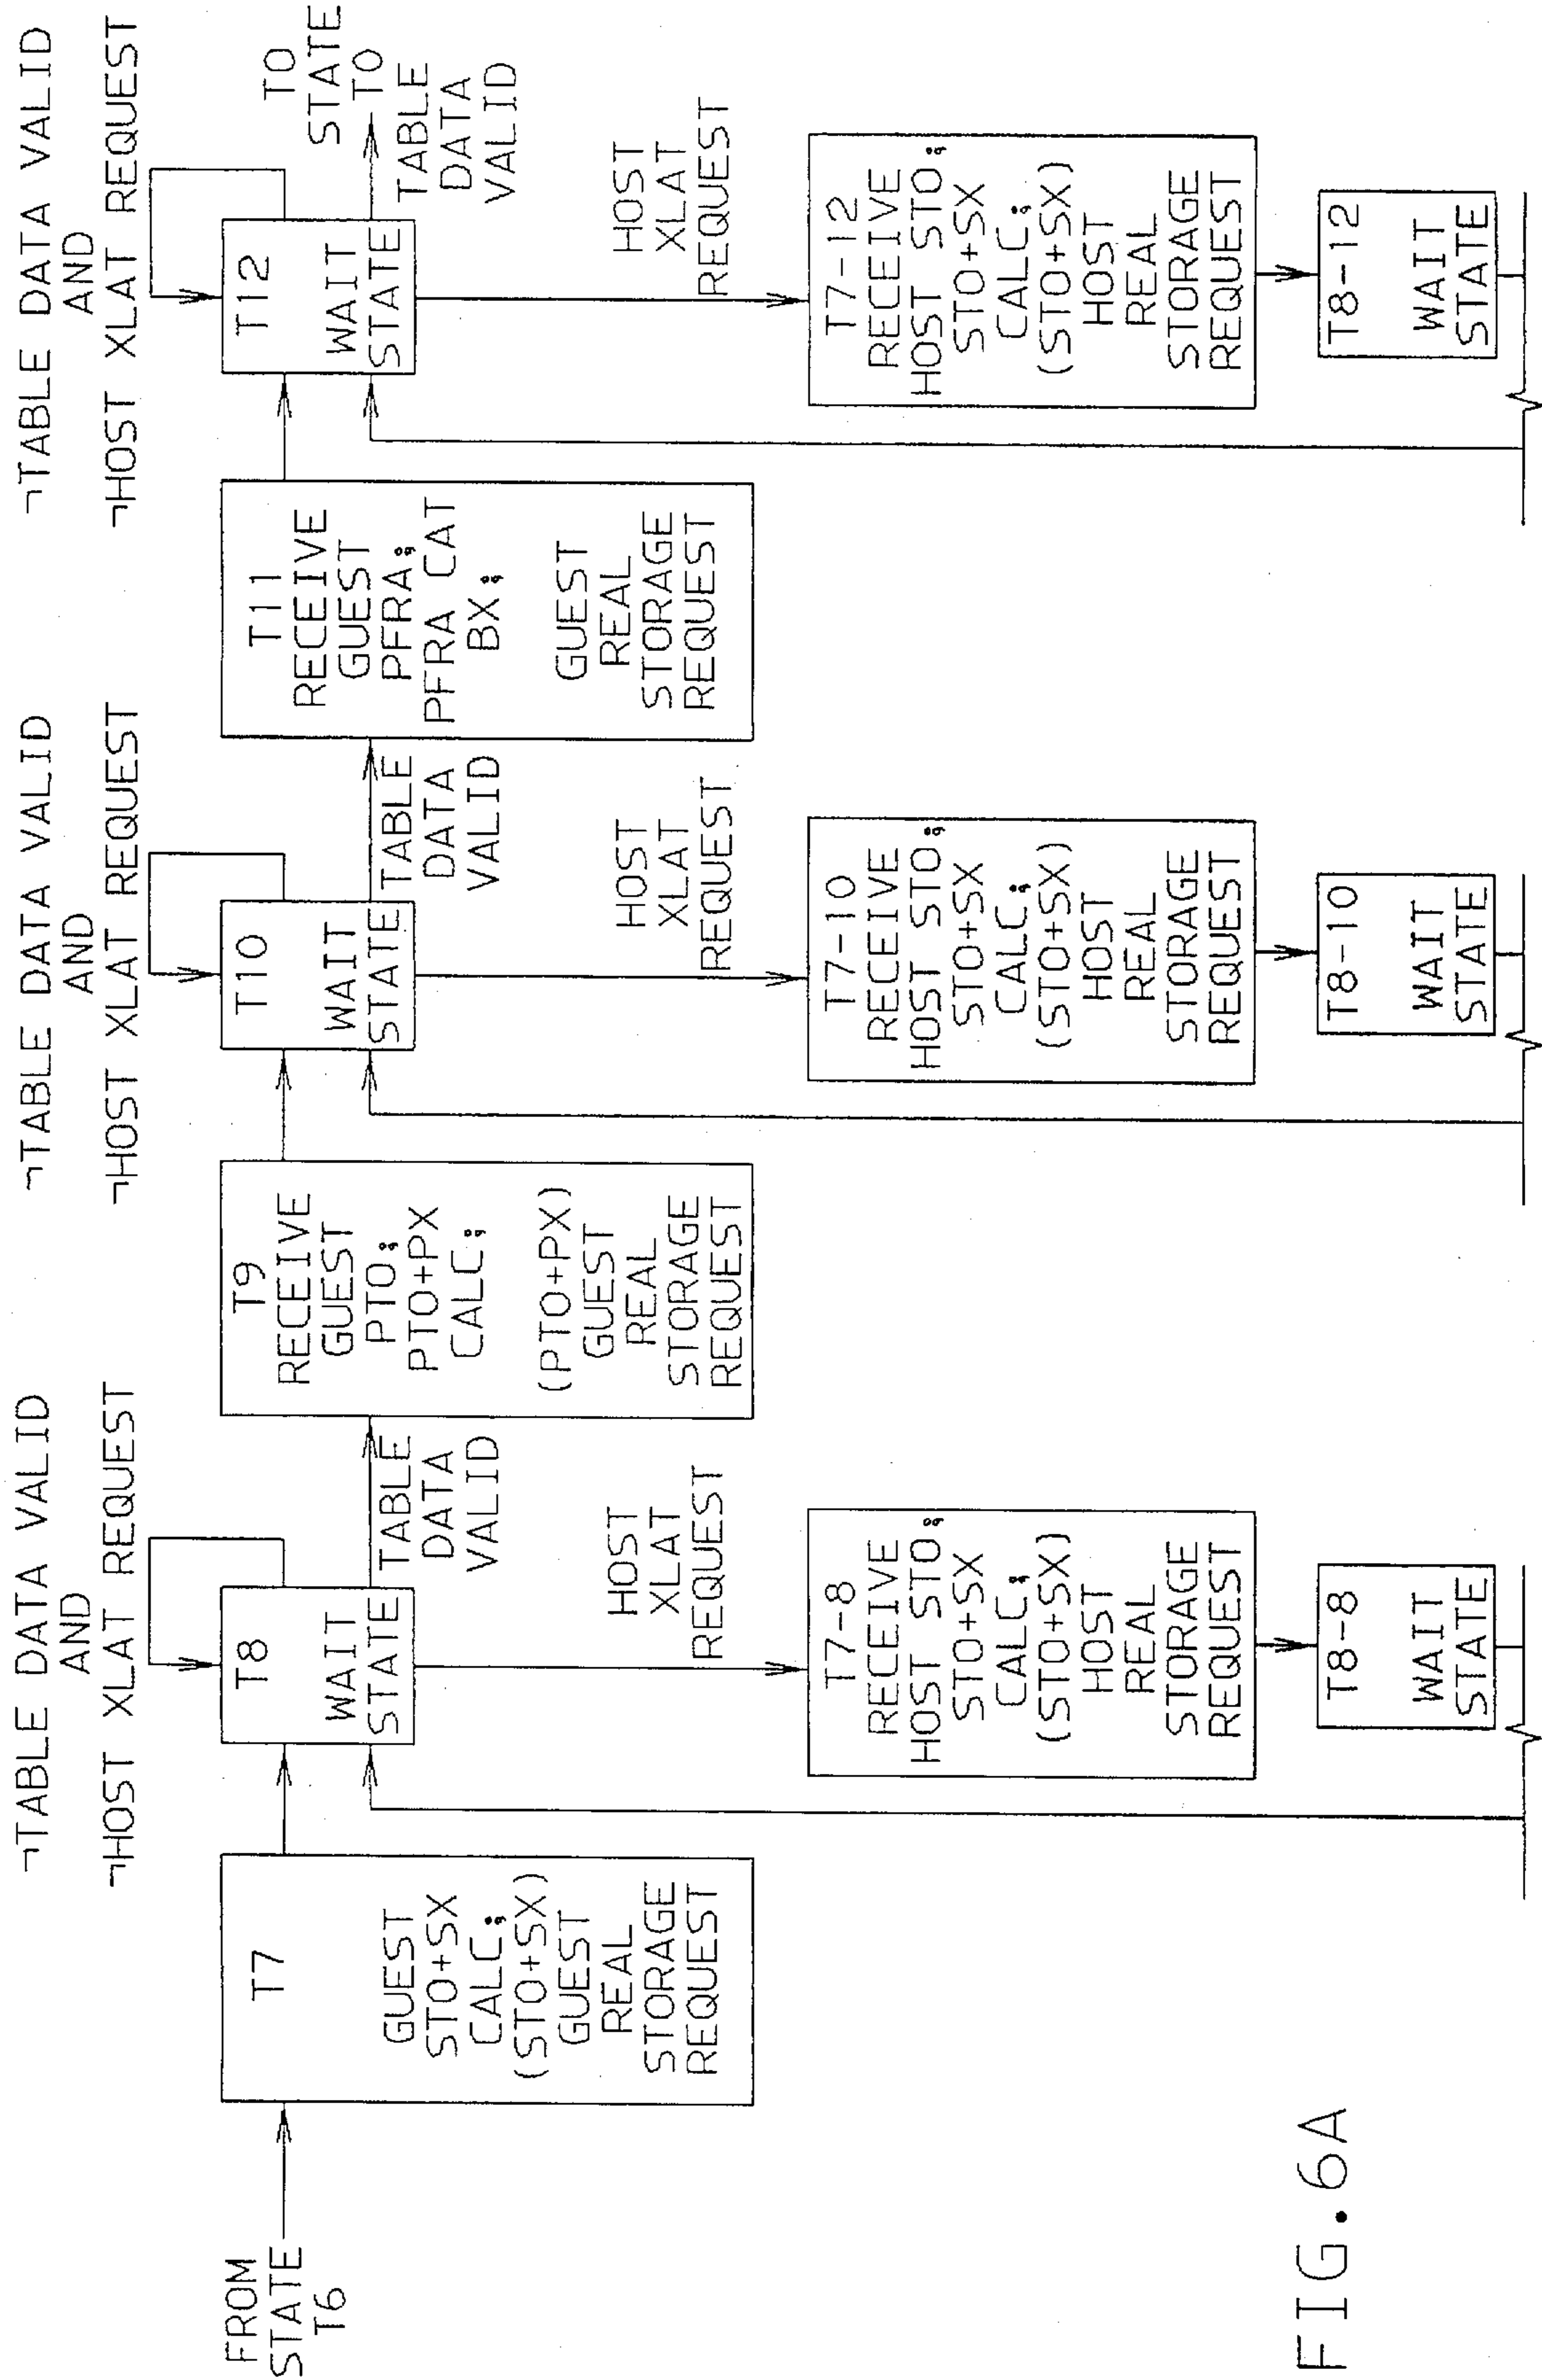 ¬TABLE DATA VALID
AND
¬HOST XLAT REQUEST
¬TABLE DATA VALID
AND
¬HOST XLAT REQUEST
¬TABLE DATA VALID
AND
¬HOST XLAT REQUEST
FROM
STATE
T6
T7
GUEST
STO+SX
CALC;
(STO+SX)
GUEST
REAL
STORAGE
REQUEST
T8
WAIT
STATE
TABLE
DATA
VALID
T9
RECEIVE
GUEST
PTO;
PTO+PX
CALC;
(PTO+PX)
GUEST
REAL
STORAGE
REQUEST
T10
WAIT
STATE
TABLE
DATA
VALID
T11
RECEIVE
GUEST
PFRA;
PFRA CAT
BX;
GUEST
REAL
STORAGE
REQUEST
T12
WAIT
STATE
TO
STATE
TO
TABLE
DATA
VALID
HOST
XLAT
REQUEST
HOST
XLAT
REQUEST
HOST
XLAT
REQUEST
T7-8
RECEIVE
HOST STO;
STO+SX
CALC;
(STO+SX)
HOST
REAL
STORAGE
REQUEST
T7-10
RECEIVE
HOST STO;
STO+SX
CALC;
(STO+SX)
HOST
REAL
STORAGE
REQUEST
T7-12
RECEIVE
HOST STO;
STO+SX
CALC;
(STO+SX)
HOST
REAL
STORAGE
REQUEST
T8-8
WAIT
STATE
T8-10
WAIT
STATE
T8-12
WAIT
STATE
FIG.6A